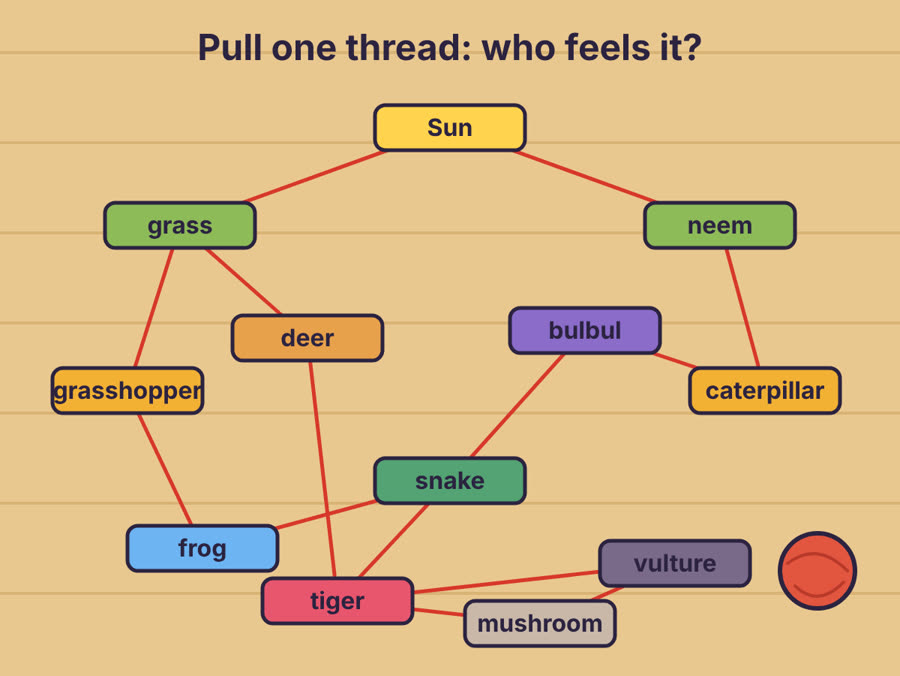 Pull one thread: who feels it?
Sun
grass
neem
bulbul
deer
grasshopper
caterpillar
snake
frog
vulture
tiger
mushroom